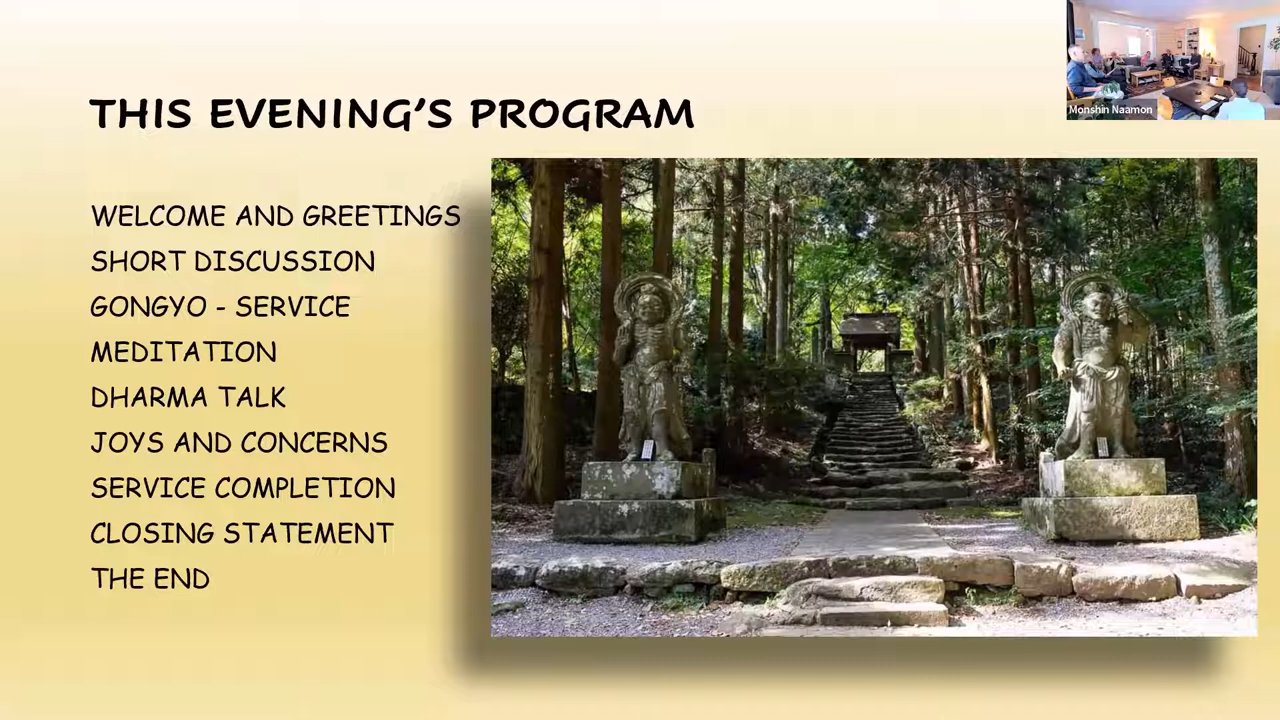 THIS EVENING'S PROGRAM
Monshin Naamon
WELCOME AND GREETINGS
SHORT DISCUSSION
GONGYO - SERVICE
MEDITATION
DHARMA TALK
JOYS AND CONCERNS
SERVICE COMPLETION
CLOSING STATEMENT
THE END